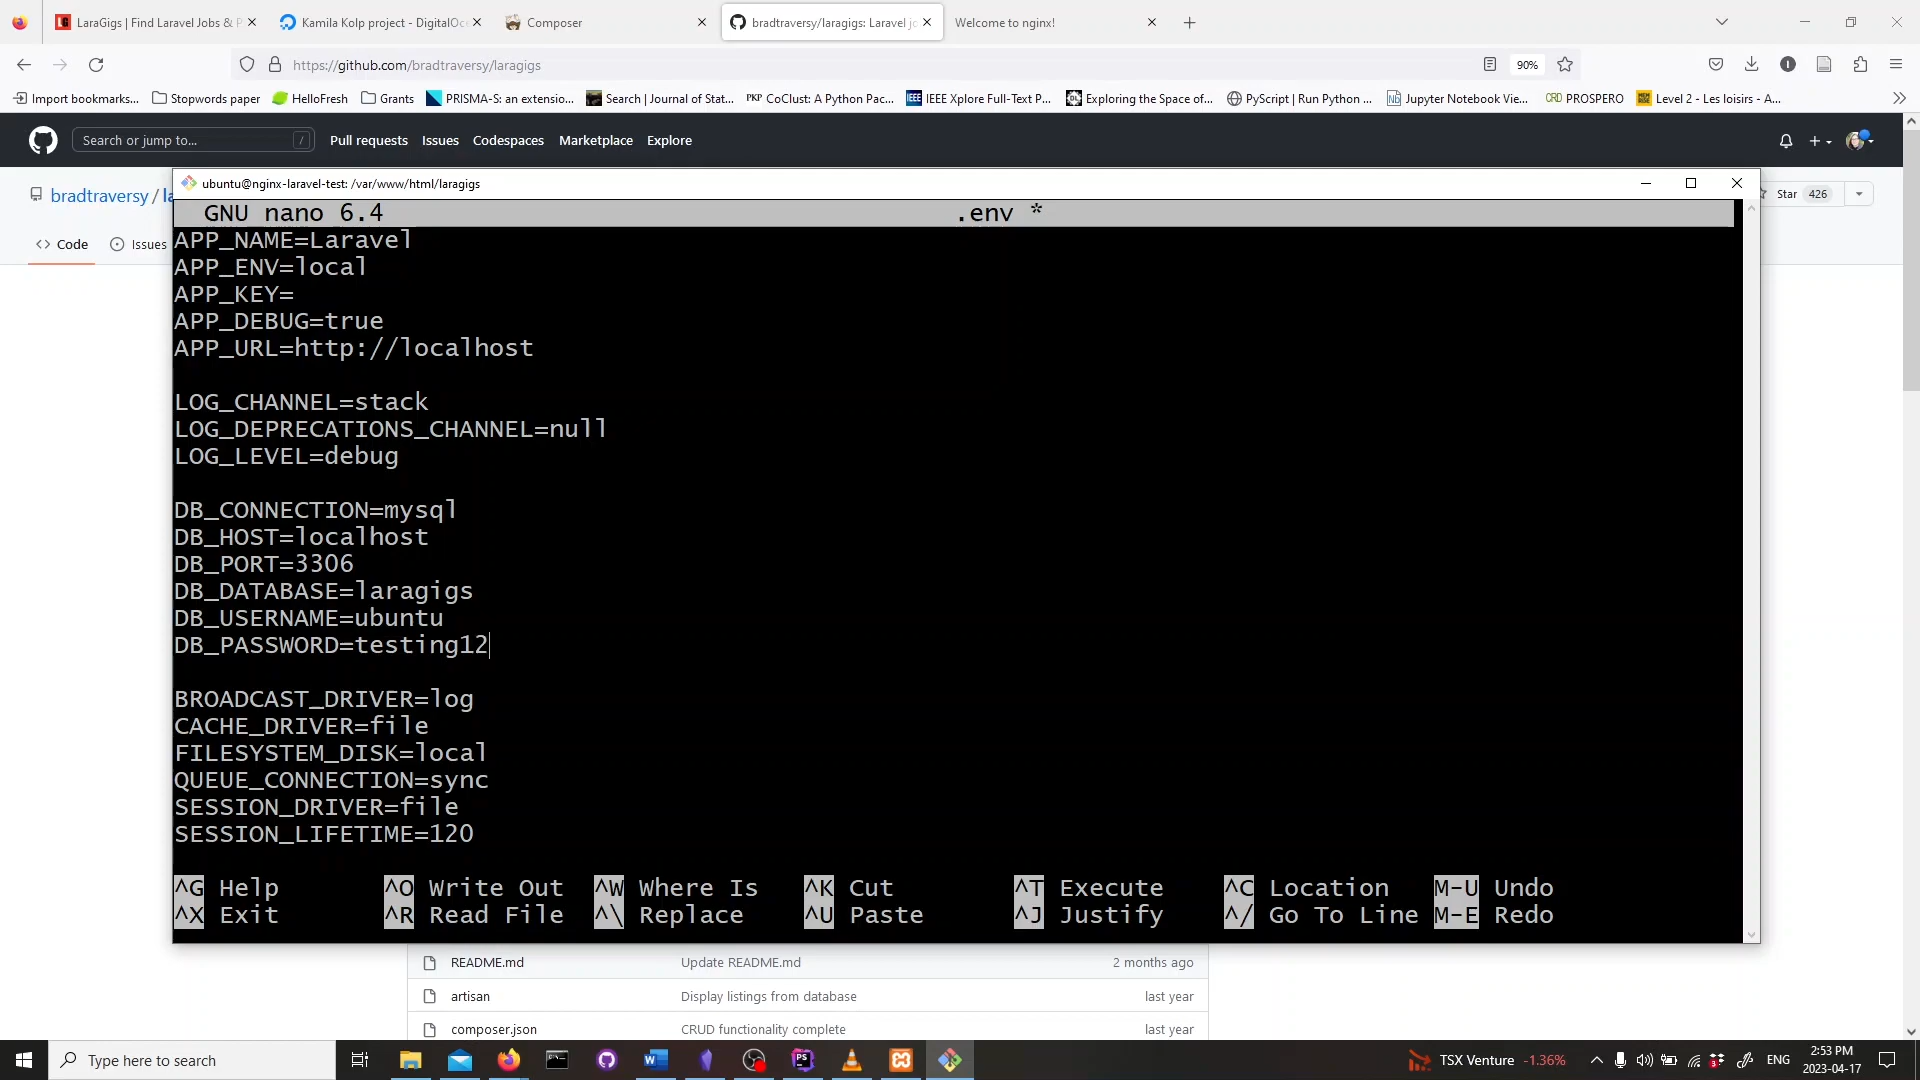 LaraGigs | Find Laravel Jobs & P
Kamila Kolp project - DigitalOc
Composer
bradtraversy/laragigs: Laravel jo
Welcome to nginx!
https://github.com/bradtraversy/laragigs
90%
Import bookmarks...
Stopwords paper
HelloFresh
Grants
PRISMA-S: an extensio...
Search | Journal of Stat...
PKP CoClust: A Python Pac...
IEEE IEEE Xplore Full-Text P...
Exploring the Space of...
PyScript | Run Python ...
Nb Jupyter Notebook Vie...
CRD PROSPERO
Level 2 - Les loisirs - A...
Search or jump to...
/
Pull requests
Issues
Codespaces
Marketplace
Explore
bradtraversy / la
Star 426
Code
Issues
ubuntu@nginx-laravel-test: /var/www/html/laragigs
GNU nano 6.4 .env *
APP_NAME=Laravel
APP_ENV=local
APP_KEY=
APP_DEBUG=true
APP_URL=http://localhost
LOG_CHANNEL=stack
LOG_DEPRECATIONS_CHANNEL=null
LOG_LEVEL=debug
DB_CONNECTION=mysql
DB_HOST=localhost
DB_PORT=3306
DB_DATABASE=laragigs
DB_USERNAME=ubuntu
DB_PASSWORD=testing12
BROADCAST_DRIVER=log
CACHE_DRIVER=file
FILESYSTEM_DISK=local
QUEUE_CONNECTION=sync
SESSION_DRIVER=file
SESSION_LIFETIME=120
^G Help ^O Write Out ^W Where Is ^K Cut ^T Execute ^C Location M-U Undo
^X Exit ^R Read File ^\ Replace ^U Paste ^J Justify ^/ Go To Line M-E Redo
README.md Update README.md 2 months ago
artisan Display listings from database last year
composer.json CRUD functionality complete last year
Type here to search
TSX Venture -1.36%
ENG
2:53 PM
2023-04-17